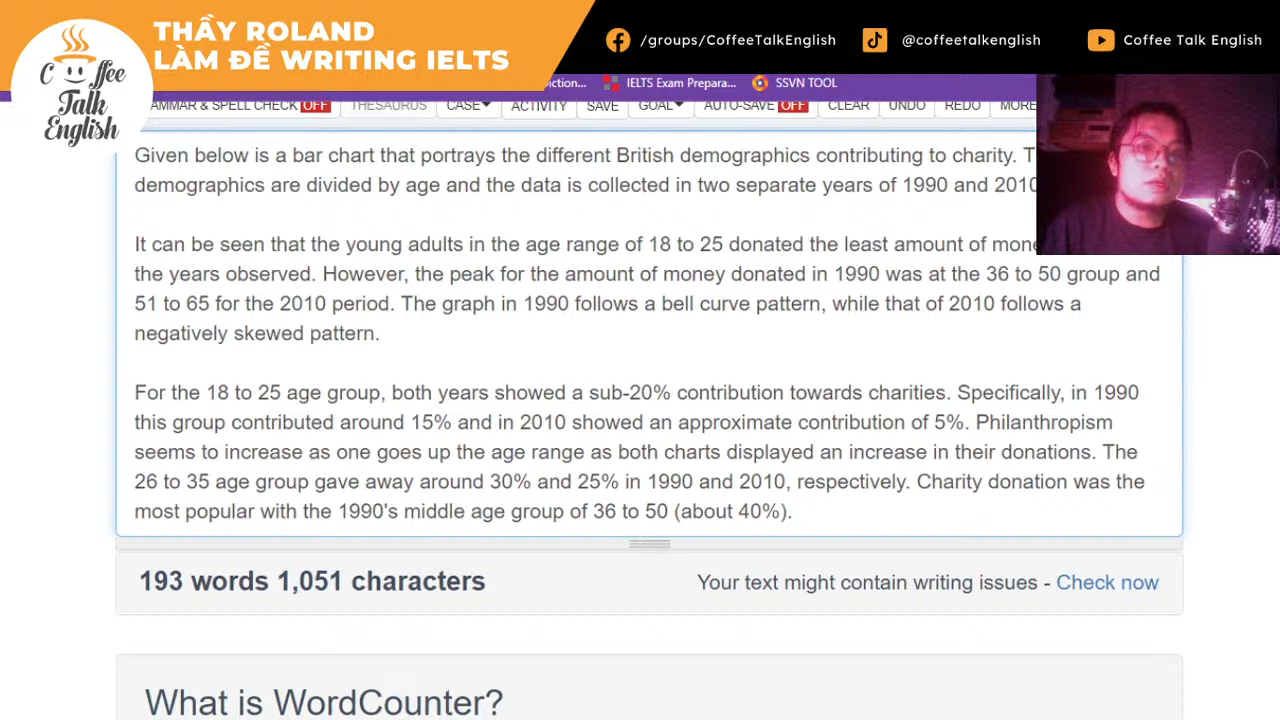 THẦY ROLAND
LÀM ĐỀ WRITING IELTS
/groups/CoffeeTalkEnglish
@coffeetalkenglish
Coffee Talk English
Coffee
Talk
English
IELTS Exam Prepara...
SSVN TOOL
SPELL CHECK OFF
THESAURUS
CASE
ACTIVITY
SAVE
GOAL
AUTO-SAVE OFF
CLEAR
UNDO
REDO
MORE
Given below is a bar chart that portrays the different British demographics contributing to charity.
demographics are divided by age and the data is collected in two separate years of 1990 and 2010
It can be seen that the young adults in the age range of 18 to 25 donated the least amount of
the years observed. However, the peak for the amount of money donated in 1990 was at the 36 to 50 group and
51 to 65 for the 2010 period. The graph in 1990 follows a bell curve pattern, while that of 2010 follows a
negatively skewed pattern.
For the 18 to 25 age group, both years showed a sub-20% contribution towards charities. Specifically, in 1990
this group contributed around 15% and in 2010 showed an approximate contribution of 5%. Philanthropism
seems to increase as one goes up the age range as both charts displayed an increase in their donations. The
26 to 35 age group gave away around 30% and 25% in 1990 and 2010, respectively. Charity donation was the
most popular with the 1990's middle age group of 36 to 50 (about 40%).
193 words 1,051 characters
Your text might contain writing issues - Check now
What is WordCounter?